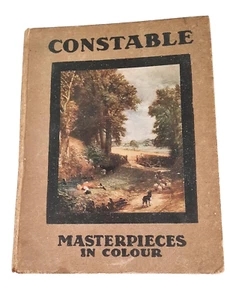 CONSTABLE
MASTERPIECES
IN COLOUR